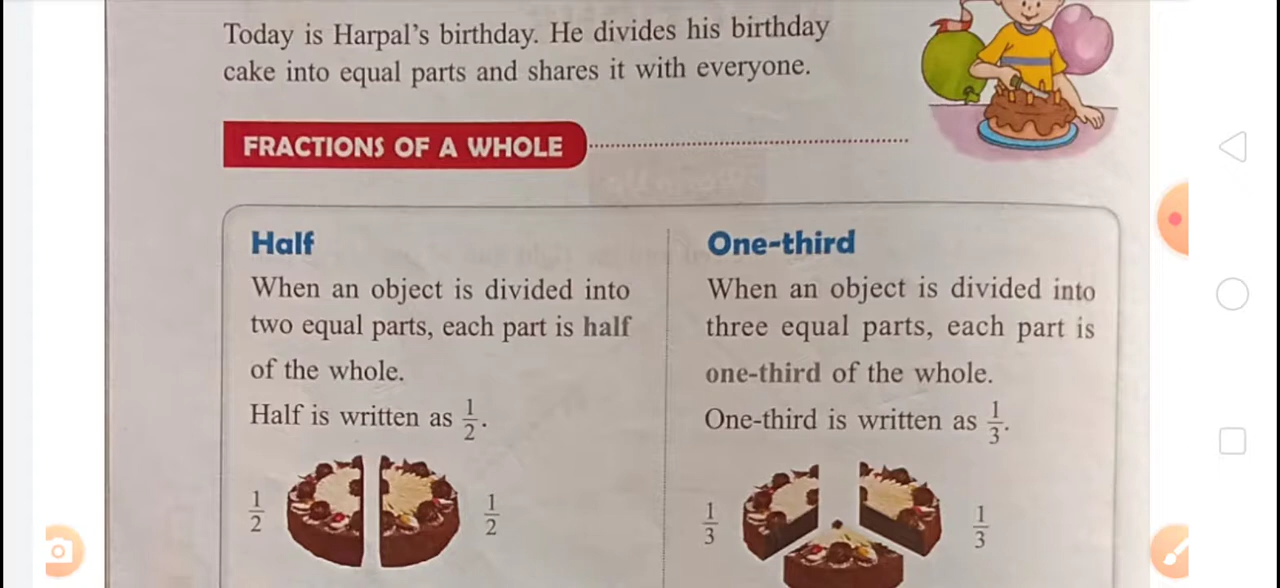 Today is Harpal's birthday. He divides his birthday
cake into equal parts and shares it with everyone.
FRACTIONS OF A WHOLE
Half
When an object is divided into
two equal parts, each part is half
of the whole.
Half is written as 1/2.
1/2
1/2
One-third
When an object is divided into
three equal parts, each part is
one-third of the whole.
One-third is written as 1/3.
1/3
1/3